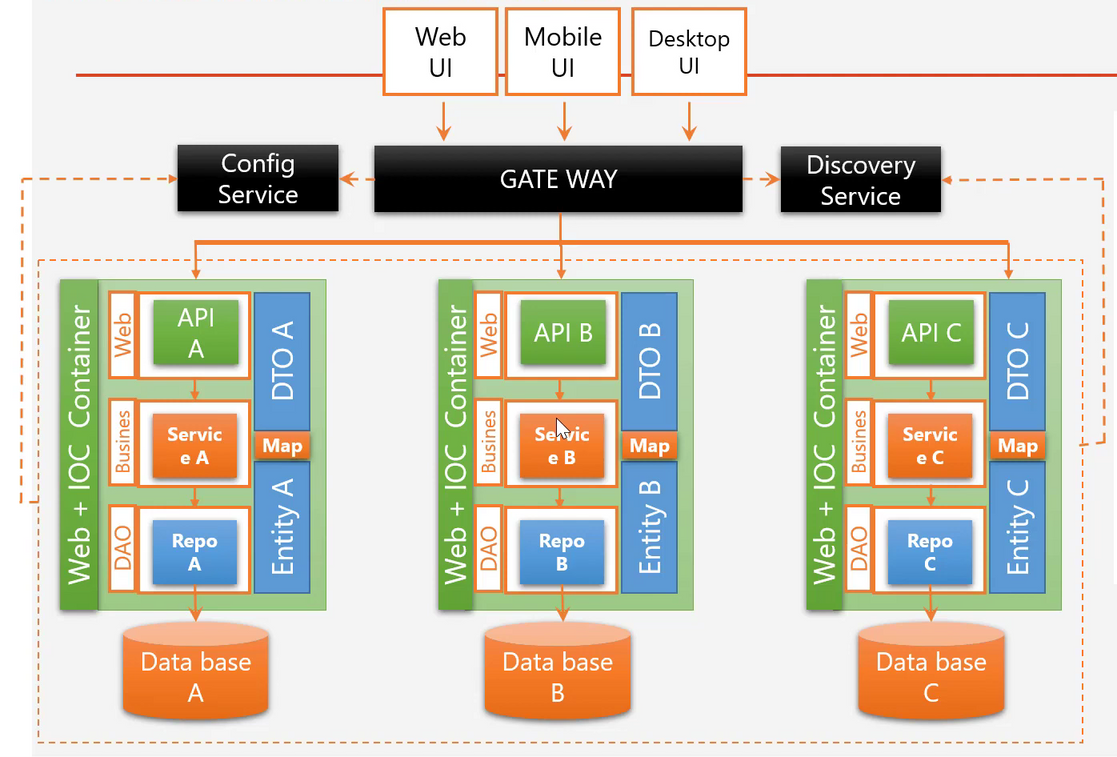 Web
UI
Mobile
UI
Desktop
UI
Config
Service
GATE WAY
Discovery
Service
Web + IOC Container
Web
API
A
DTO A
Busines
Servic
e A
Map
DAO
Repo
A
Entity A
Data base
A
Web + IOC Container
Web
API B
DTO B
Busines
Servic
e B
Map
DAO
Repo
B
Entity B
Data base
B
Web + IOC Container
Web
API C
DTO C
Busines
Servic
e C
Map
DAO
Repo
C
Entity C
Data base
C